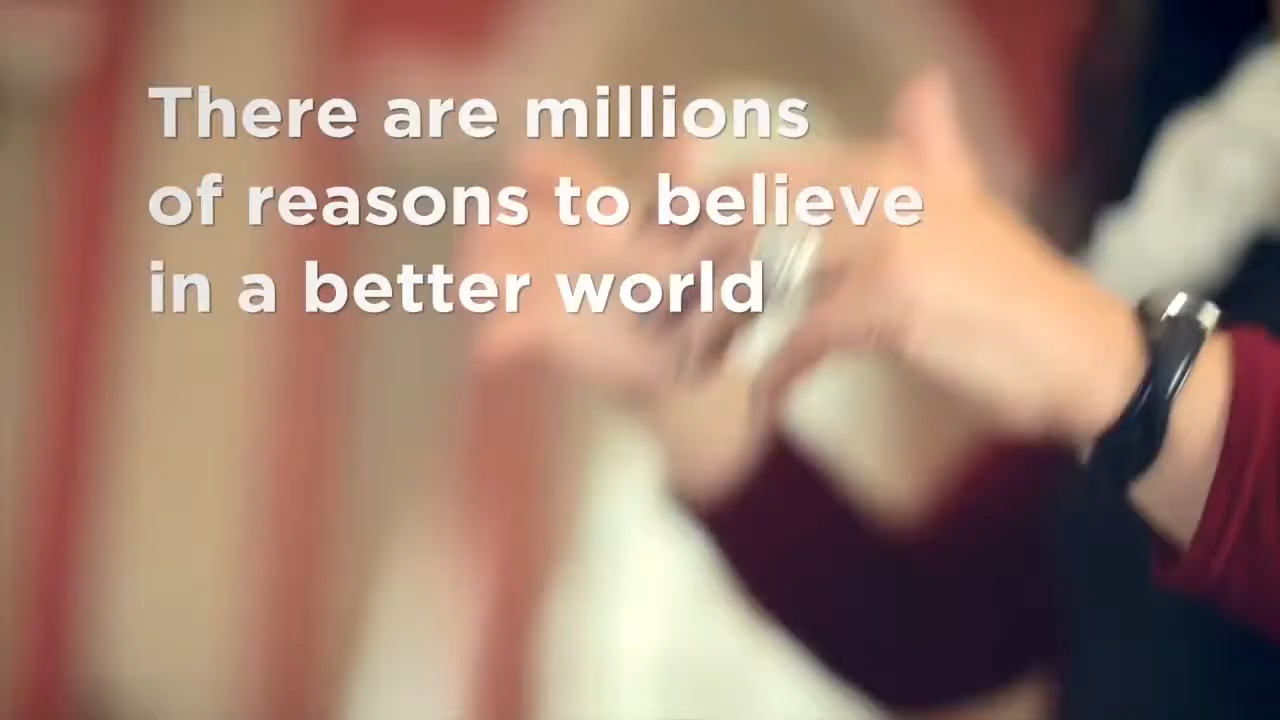 There are millions
of reasons to believe
in a better world